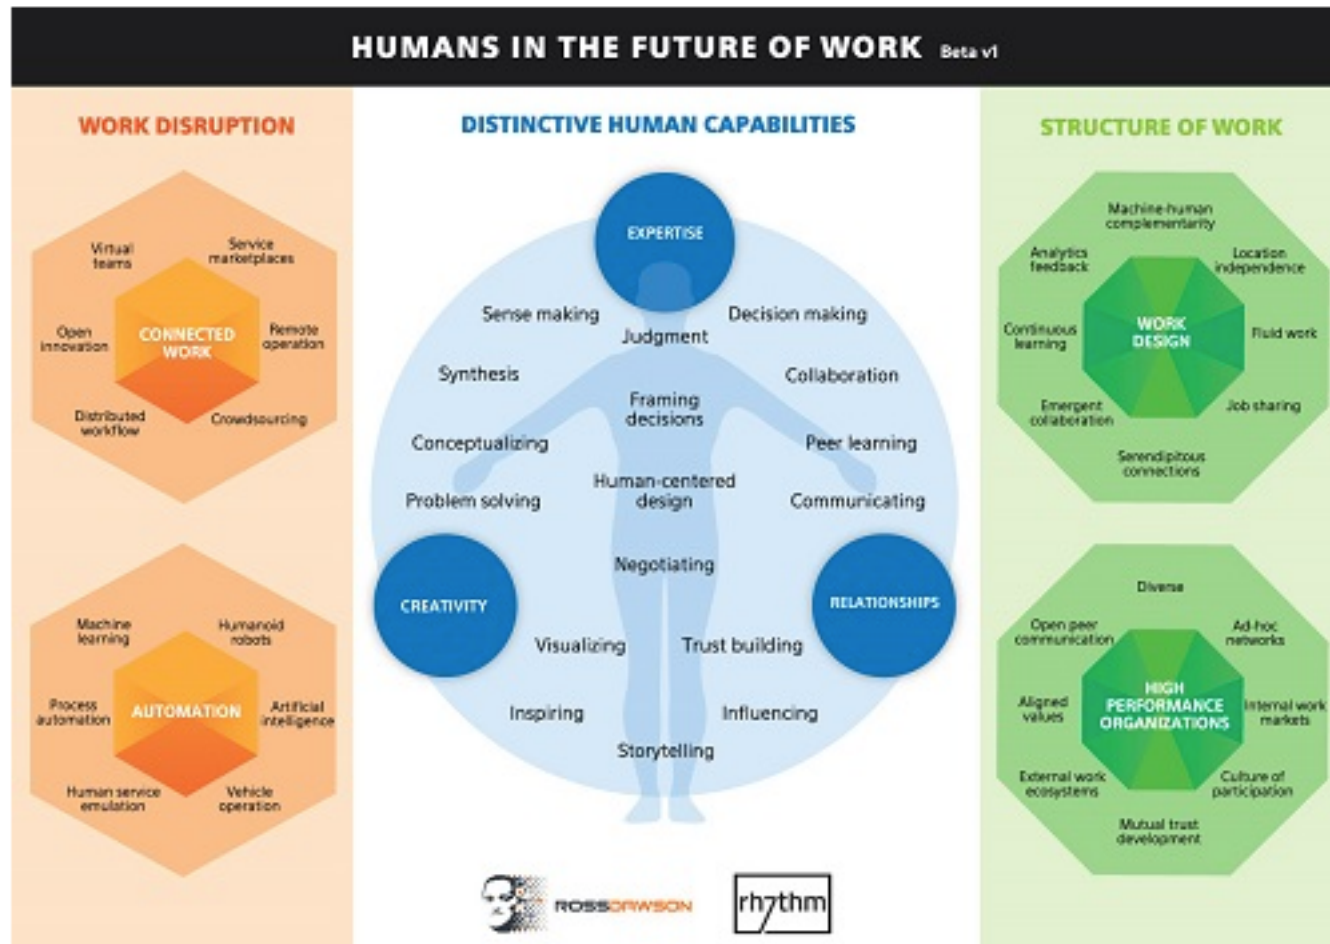 HUMANS IN THE FUTURE OF WORK Beta v1
WORK DISRUPTION
Virtual
teams
Service
marketplaces
Open
innovation
CONNECTED
WORK
Remote
operation
Distributed
workflow
Crowdsourcing
Machine
learning
Humanoid
robots
Process
automation
AUTOMATION
Artificial
intelligence
Human service
emulation
Vehicle
operation
DISTINCTIVE HUMAN CAPABILITIES
EXPERTISE
Sense making
Decision making
Judgment
Synthesis
Collaboration
Framing
decisions
Conceptualizing
Peer learning
Human-centered
design
Problem solving
Communicating
Negotiating
CREATIVITY
RELATIONSHIPS
Visualizing
Trust building
Inspiring
Influencing
Storytelling
ROSSDAWSON
rh7thm
STRUCTURE OF WORK
Machine-human
complementarity
Analytics
feedback
Location
independence
Continuous
learning
WORK
DESIGN
Fluid work
Emergent
collaboration
Job sharing
Serendipitous
connections
Diverse
Open peer
communication
Ad-hoc
networks
Aligned
values
HIGH
PERFORMANCE
ORGANIZATIONS
Internal work
markets
External work
ecosystems
Culture of
participation
Mutual trust
development